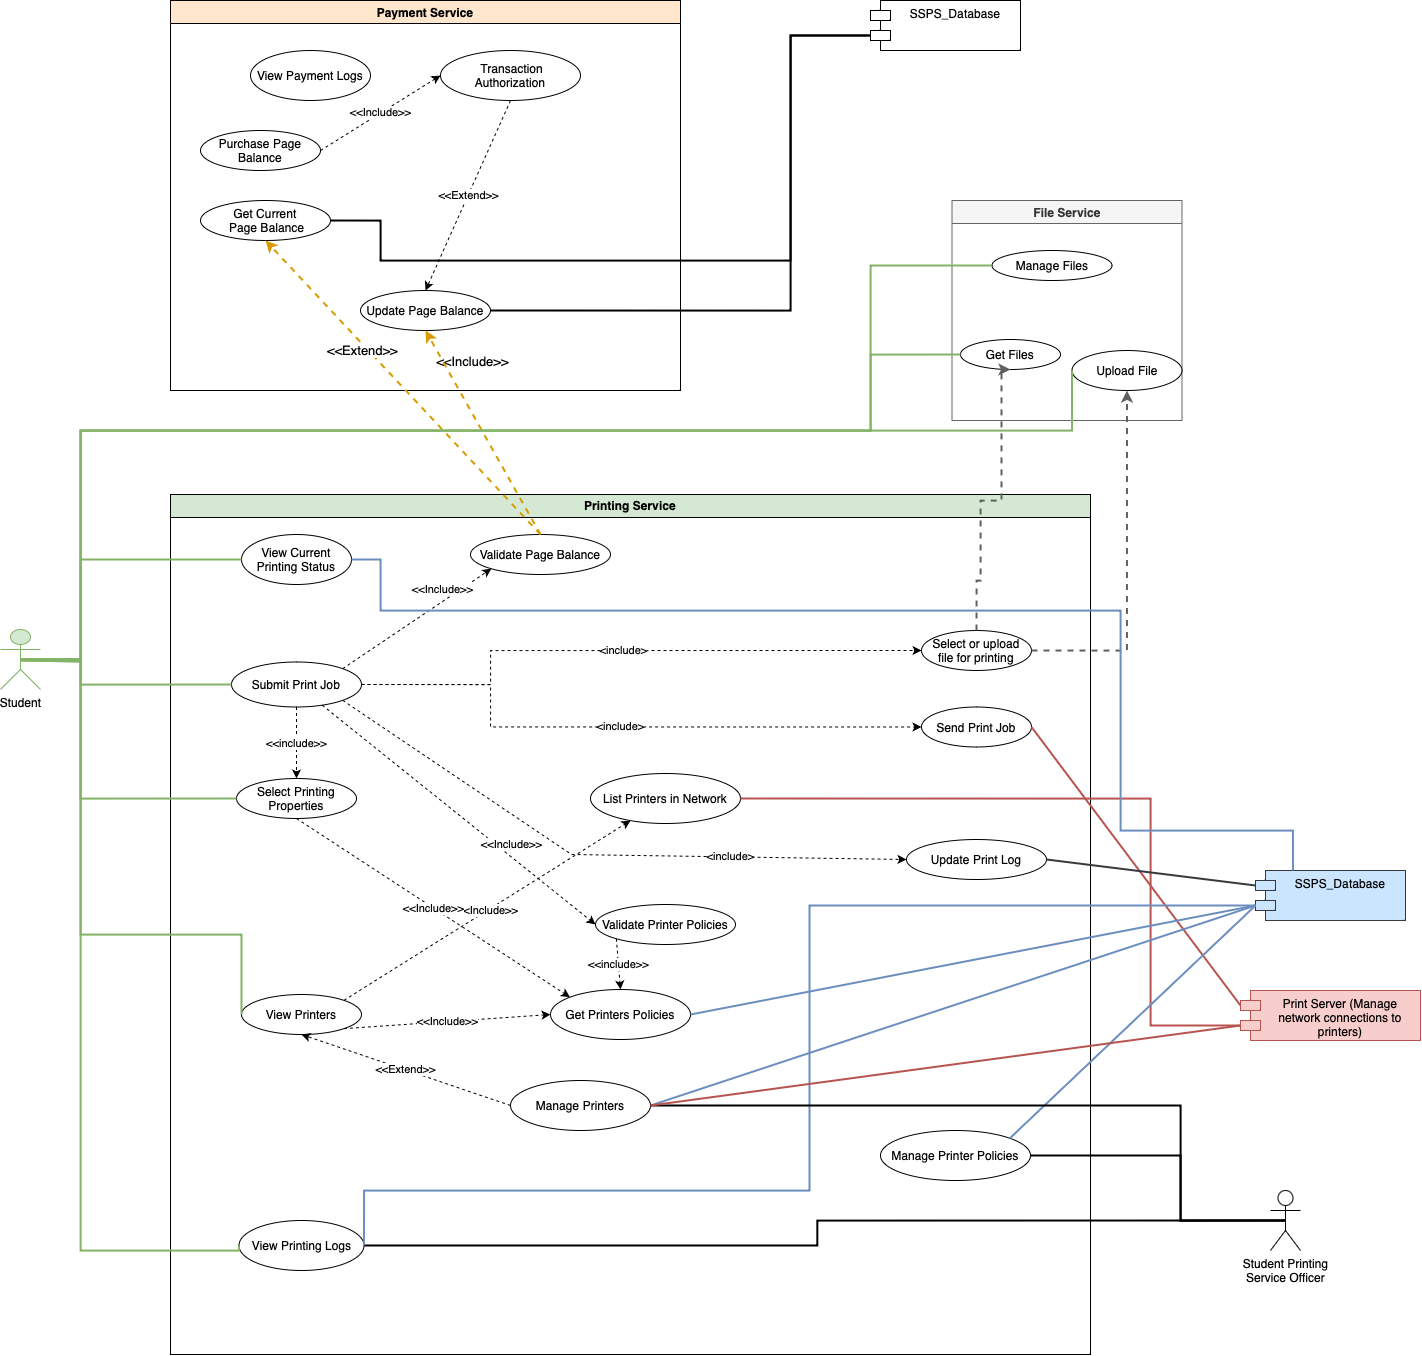 Payment Service
SSPS_Database
View Payment Logs
Transaction
Authorization
<<Include>>
Purchase Page
Balance
<<Extend>>
Get Current
Page Balance
File Service
Manage Files
Update Page Balance
<<Extend>>
<<Include>>
Get Files
Upload File
Printing Service
View Current
Printing Status
Validate Page Balance
<<Include>>
Select or upload
file for printing
<include>
Submit Print Job
Student
<include>
Send Print Job
<<include>>
Select Printing
Properties
List Printers in Network
<<Include>>
<include>
Update Print Log
SSPS_Database
<<Include>>
<<Include>>
Validate Printer Policies
<<include>>
View Printers
<<Include>>
Get Printers Policies
Print Server (Manage
network connections to
printers)
<<Extend>>
Manage Printers
Manage Printer Policies
View Printing Logs
Student Printing
Service Officer